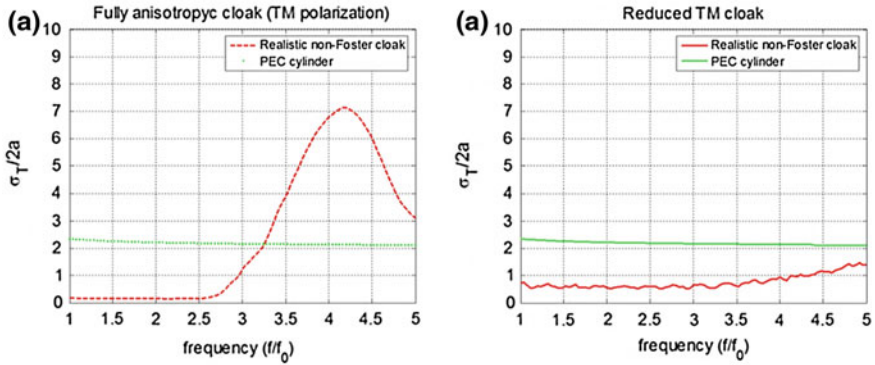 (a)
Fully anisotropyc cloak (TM polarization)
10
9
8
7
6
5
4
3
2
1
0
σT/2a
Realistic non-Foster cloak
PEC cylinder
1 1.5 2 2.5 3 3.5 4 4.5 5
frequency (f/f0)
(a)
Reduced TM cloak
10
9
8
7
6
5
4
3
2
1
0
σT/2a
Realistic non-Foster cloak
PEC cylinder
1 1.5 2 2.5 3 3.5 4 4.5 5
frequency (f/f0)